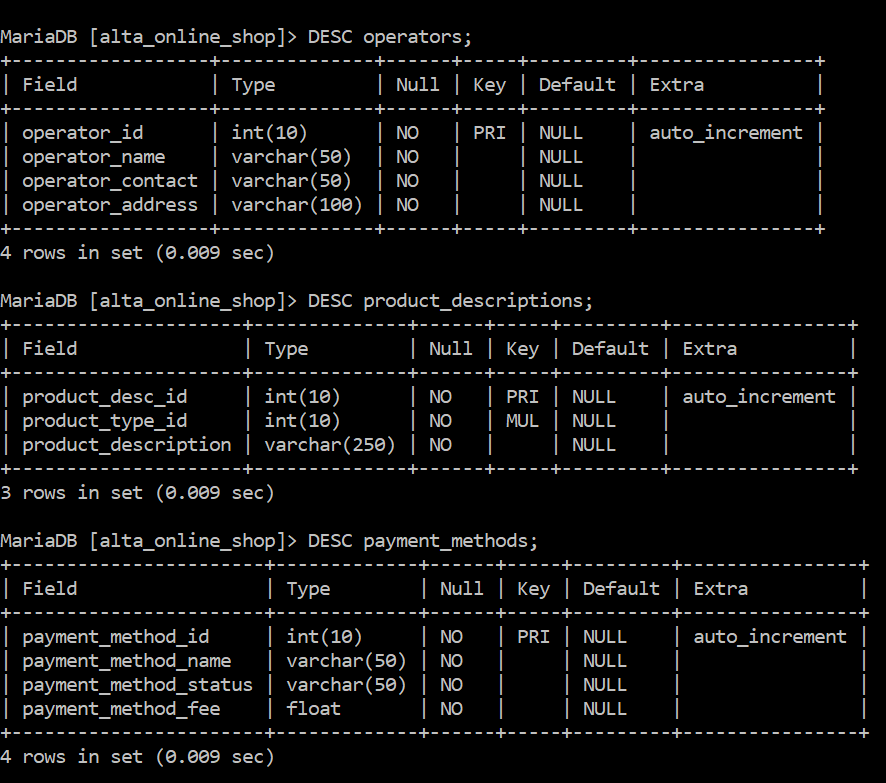 MariaDB [alta_online_shop]> DESC operators;
+------------------+--------------+------+-----+---------+----------------+
| Field            | Type         | Null | Key | Default | Extra          |
+------------------+--------------+------+-----+---------+----------------+
| operator_id      | int(10)      | NO   | PRI | NULL    | auto_increment |
| operator_name    | varchar(50)  | NO   |     | NULL    |                |
| operator_contact | varchar(50)  | NO   |     | NULL    |                |
| operator_address | varchar(100) | NO   |     | NULL    |                |
+------------------+--------------+------+-----+---------+----------------+
4 rows in set (0.009 sec)

MariaDB [alta_online_shop]> DESC product_descriptions;
+---------------------+--------------+------+-----+---------+----------------+
| Field               | Type         | Null | Key | Default | Extra          |
+---------------------+--------------+------+-----+---------+----------------+
| product_desc_id     | int(10)      | NO   | PRI | NULL    | auto_increment |
| product_type_id     | int(10)      | NO   | MUL | NULL    |                |
| product_description | varchar(250) | NO   |     | NULL    |                |
+---------------------+--------------+------+-----+---------+----------------+
3 rows in set (0.009 sec)

MariaDB [alta_online_shop]> DESC payment_methods;
+-----------------------+-------------+------+-----+---------+----------------+
| Field                 | Type        | Null | Key | Default | Extra          |
+-----------------------+-------------+------+-----+---------+----------------+
| payment_method_id     | int(10)     | NO   | PRI | NULL    | auto_increment |
| payment_method_name   | varchar(50) | NO   |     | NULL    |                |
| payment_method_status | varchar(50) | NO   |     | NULL    |                |
| payment_method_fee    | float       | NO   |     | NULL    |                |
+-----------------------+-------------+------+-----+---------+----------------+
4 rows in set (0.009 sec)